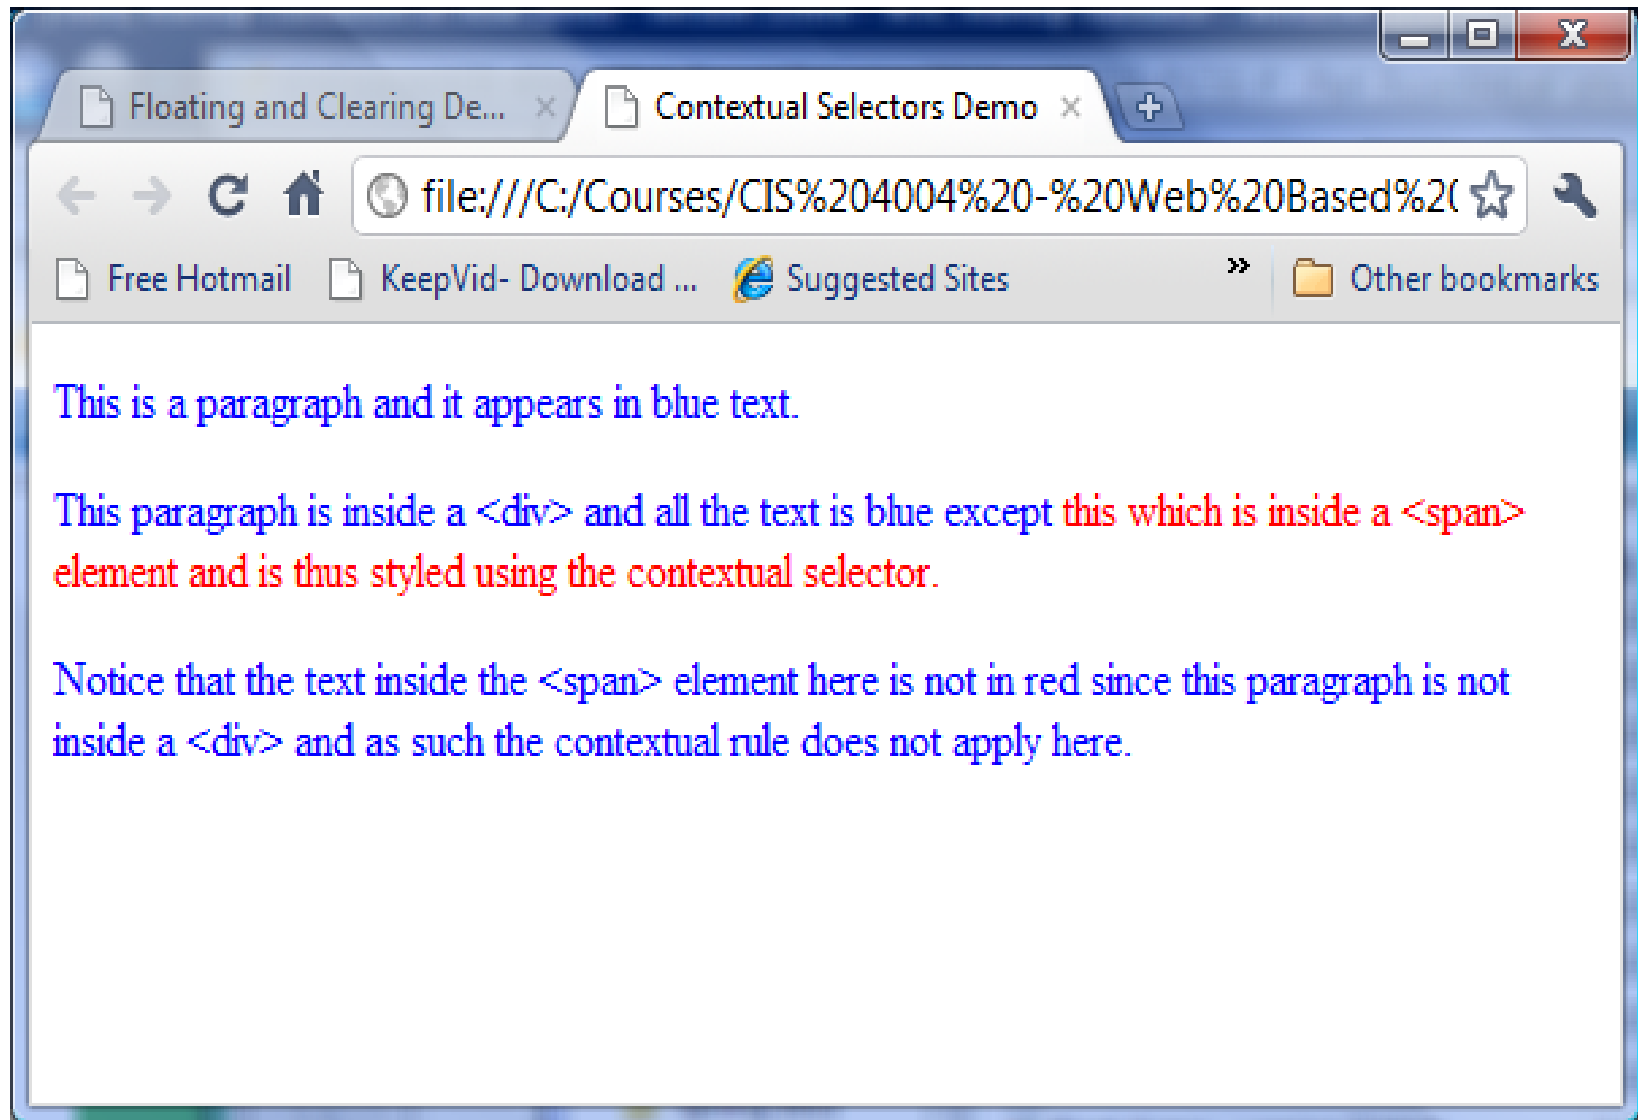 Floating and Clearing De...
Contextual Selectors Demo
file:///C:/Courses/CIS%204004%20-%20Web%20Based%20
Free Hotmail
KeepVid- Download ...
Suggested Sites
»
Other bookmarks
This is a paragraph and it appears in blue text.
This paragraph is inside a <div> and all the text is blue except this which is inside a <span>
element and is thus styled using the contextual selector.
Notice that the text inside the <span> element here is not in red since this paragraph is not
inside a <div> and as such the contextual rule does not apply here.